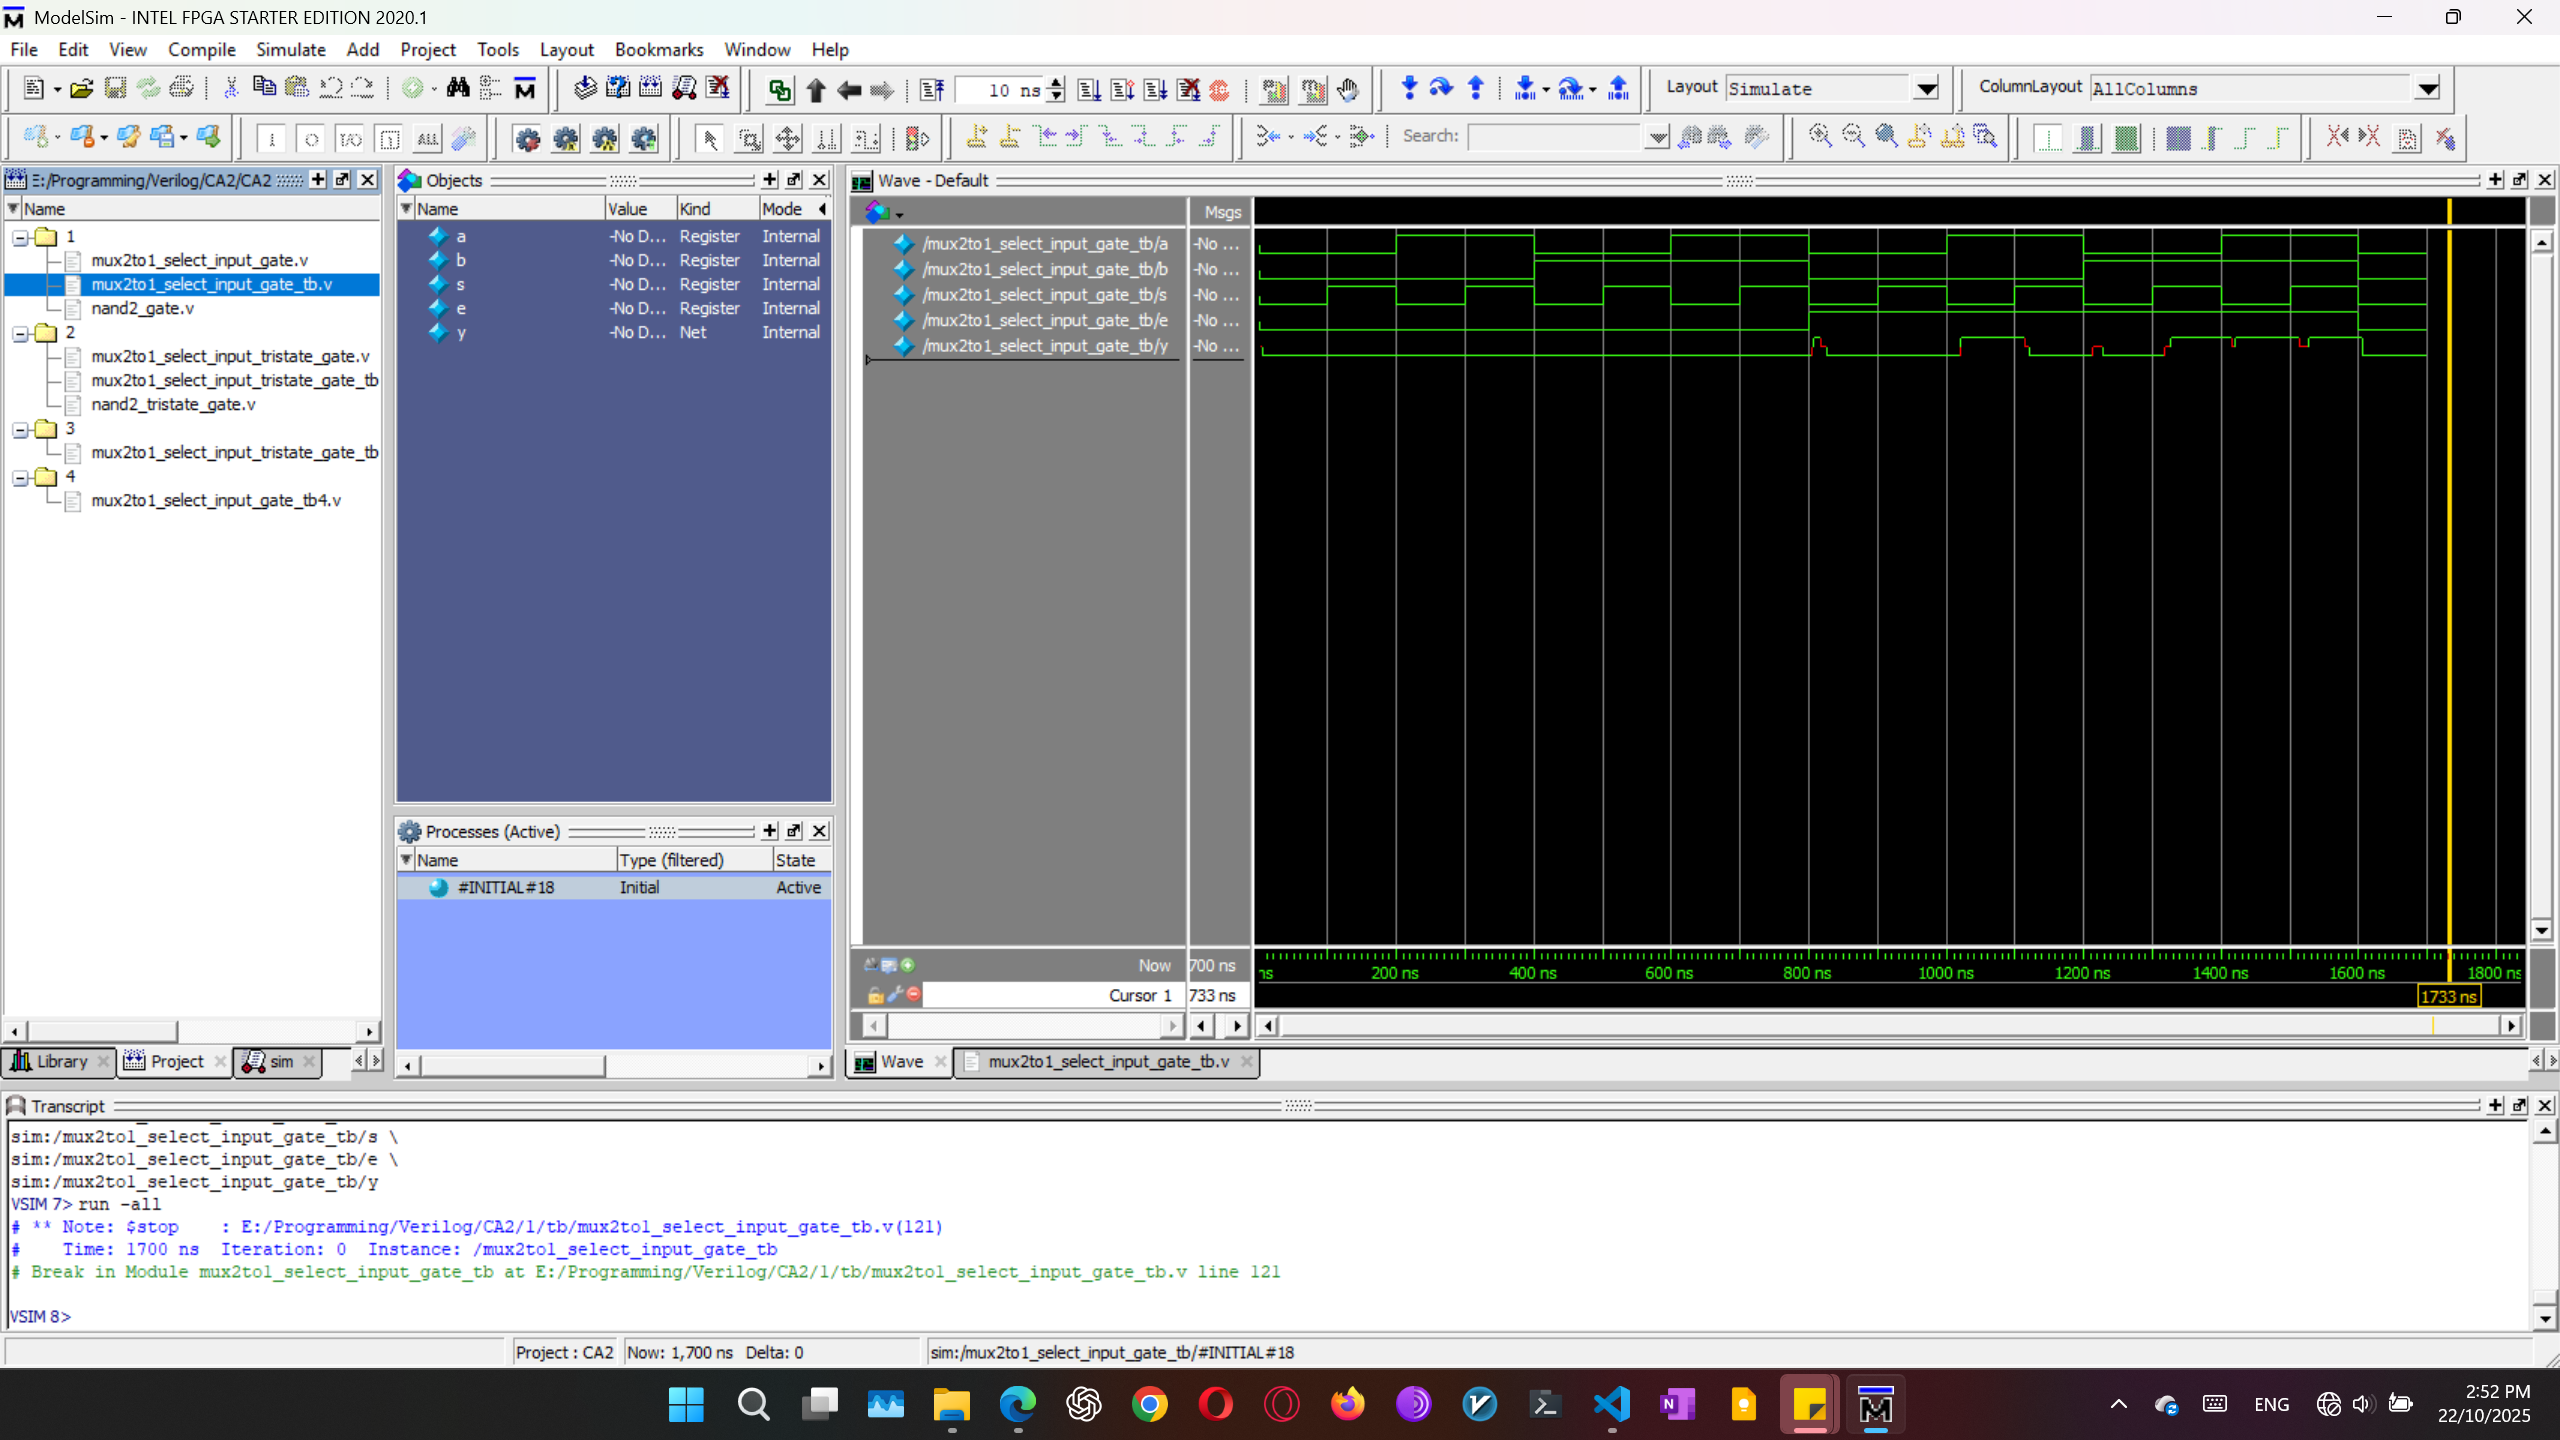 ModelSim - INTEL FPGA STARTER EDITION 2020.1
File Edit View Compile Simulate Add Project Tools Layout Bookmarks Window Help
10 ns
Layout Simulate
ColumnLayout AllColumns
Search:
E:/Programming/Verilog/CA2/CA2
Name
1
mux2to1_select_input_gate.v
mux2to1_select_input_gate_tb.v
nand2_gate.v
2
mux2to1_select_input_tristate_gate.v
mux2to1_select_input_tristate_gate_tb
nand2_tristate_gate.v
3
mux2to1_select_input_tristate_gate_tb
4
mux2to1_select_input_gate_tb4.v
Library Project sim
Objects
Name Value Kind Mode
a -No D... Register Internal
b -No D... Register Internal
s -No D... Register Internal
e -No D... Register Internal
y -No D... Net Internal
Processes (Active)
Name Type (filtered) State
#INITIAL#18 Initial Active
Wave - Default
Msgs
/mux2to1_select_input_gate_tb/a -No ...
/mux2to1_select_input_gate_tb/b -No ...
/mux2to1_select_input_gate_tb/s -No ...
/mux2to1_select_input_gate_tb/e -No ...
/mux2to1_select_input_gate_tb/y -No ...
Now 700 ns
ns 200 ns 400 ns 600 ns 800 ns 1000 ns 1200 ns 1400 ns 1600 ns 1800 ns
Cursor 1 733 ns
1733 ns
Wave mux2to1_select_input_gate_tb.v
Transcript
sim:/mux2to1_select_input_gate_tb/s \
sim:/mux2to1_select_input_gate_tb/e \
sim:/mux2to1_select_input_gate_tb/y
VSIM 7> run -all
# ** Note: $stop    : E:/Programming/Verilog/CA2/1/tb/mux2to1_select_input_gate_tb.v(121)
#    Time: 1700 ns  Iteration: 0  Instance: /mux2to1_select_input_gate_tb
# Break in Module mux2to1_select_input_gate_tb at E:/Programming/Verilog/CA2/1/tb/mux2to1_select_input_gate_tb.v line 121
VSIM 8>
Project : CA2 Now: 1,700 ns Delta: 0 sim:/mux2to1_select_input_gate_tb/#INITIAL#18
ENG
2:52 PM
22/10/2025